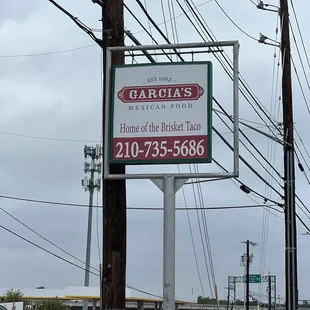 EST 1962
GARCIA'S
MEXICAN FOOD
Home of the Brisket Taco
210-735-5686